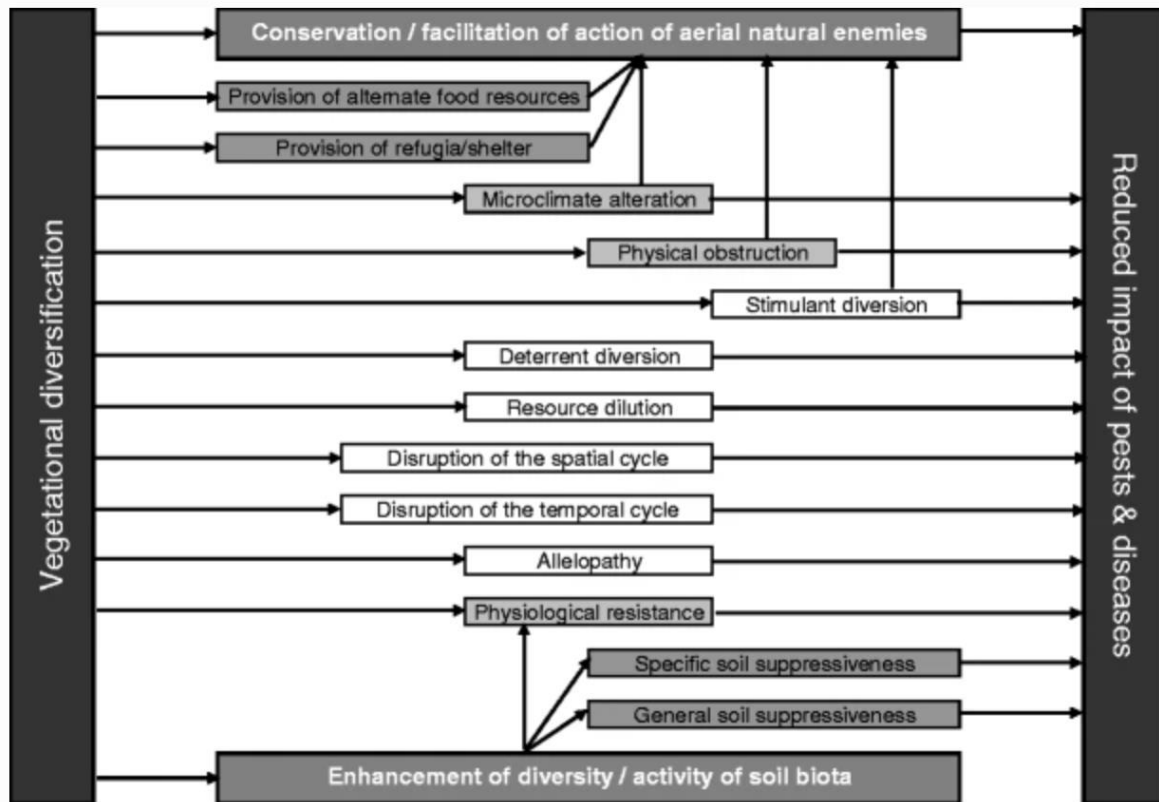 Conservation / facilitation of action of aerial natural enemies
Provision of alternate food resources
Provision of refugia/shelter
Microclimate alteration
Physical obstruction
Stimulant diversion
Deterrent diversion
Resource dilution
Disruption of the spatial cycle
Disruption of the temporal cycle
Allelopathy
Physiological resistance
Specific soil suppressiveness
General soil suppressiveness
Enhancement of diversity / activity of soil biota
Vegetational diversification
Reduced impact of pests & diseases